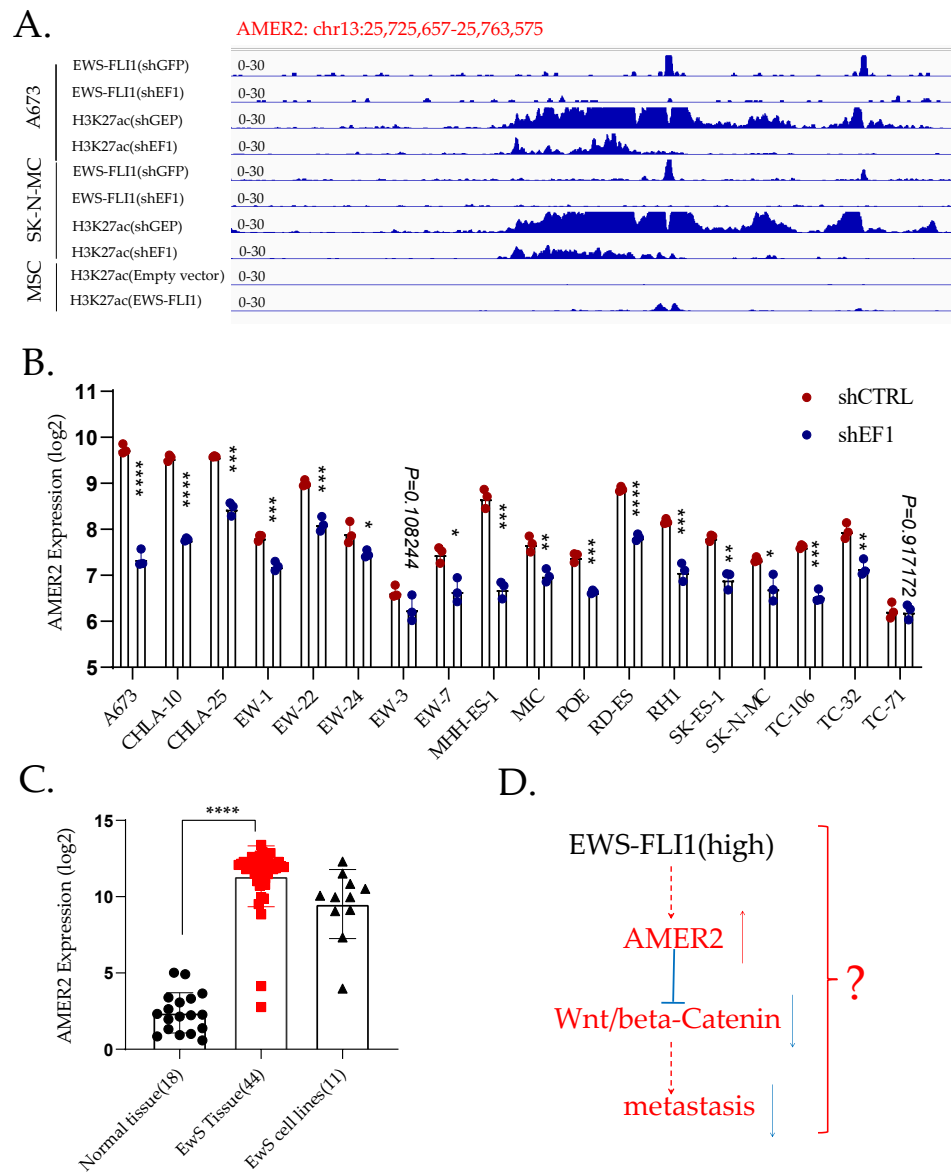 A.
AMER2: chr13:25,725,657-25,763,575
A673
EWS-FLI1(shGFP) 0-30
EWS-FLI1(shEF1) 0-30
H3K27ac(shGEP) 0-30
H3K27ac(shEF1) 0-30
SK-N-MC
EWS-FLI1(shGFP) 0-30
EWS-FLI1(shEF1) 0-30
H3K27ac(shGEP) 0-30
H3K27ac(shEF1) 0-30
MSC
H3K27ac(Empty vector) 0-30
H3K27ac(EWS-FLI1) 0-30
B.
AMER2 Expression (log2)
11
10
9
8
7
6
5
shCTRL
shEF1
****
****
***
***
***
*
P=0.108244
*
***
**
***
****
***
**
*
***
**
P=0.917172
A673
CHLA-10
CHLA-25
EW-1
EW-22
EW-24
EW-3
EW-7
MHH-ES-1
MIC
POE
RD-ES
RH1
SK-ES-1
SK-N-MC
TC-106
TC-32
TC-71
C.
AMER2 Expression (log2)
15
10
5
0
****
Normal tissue(18)
EwS Tissue(44)
EwS cell lines(11)
D.
EWS-FLI1(high)
AMER2
Wnt/beta-Catenin
metastasis
?